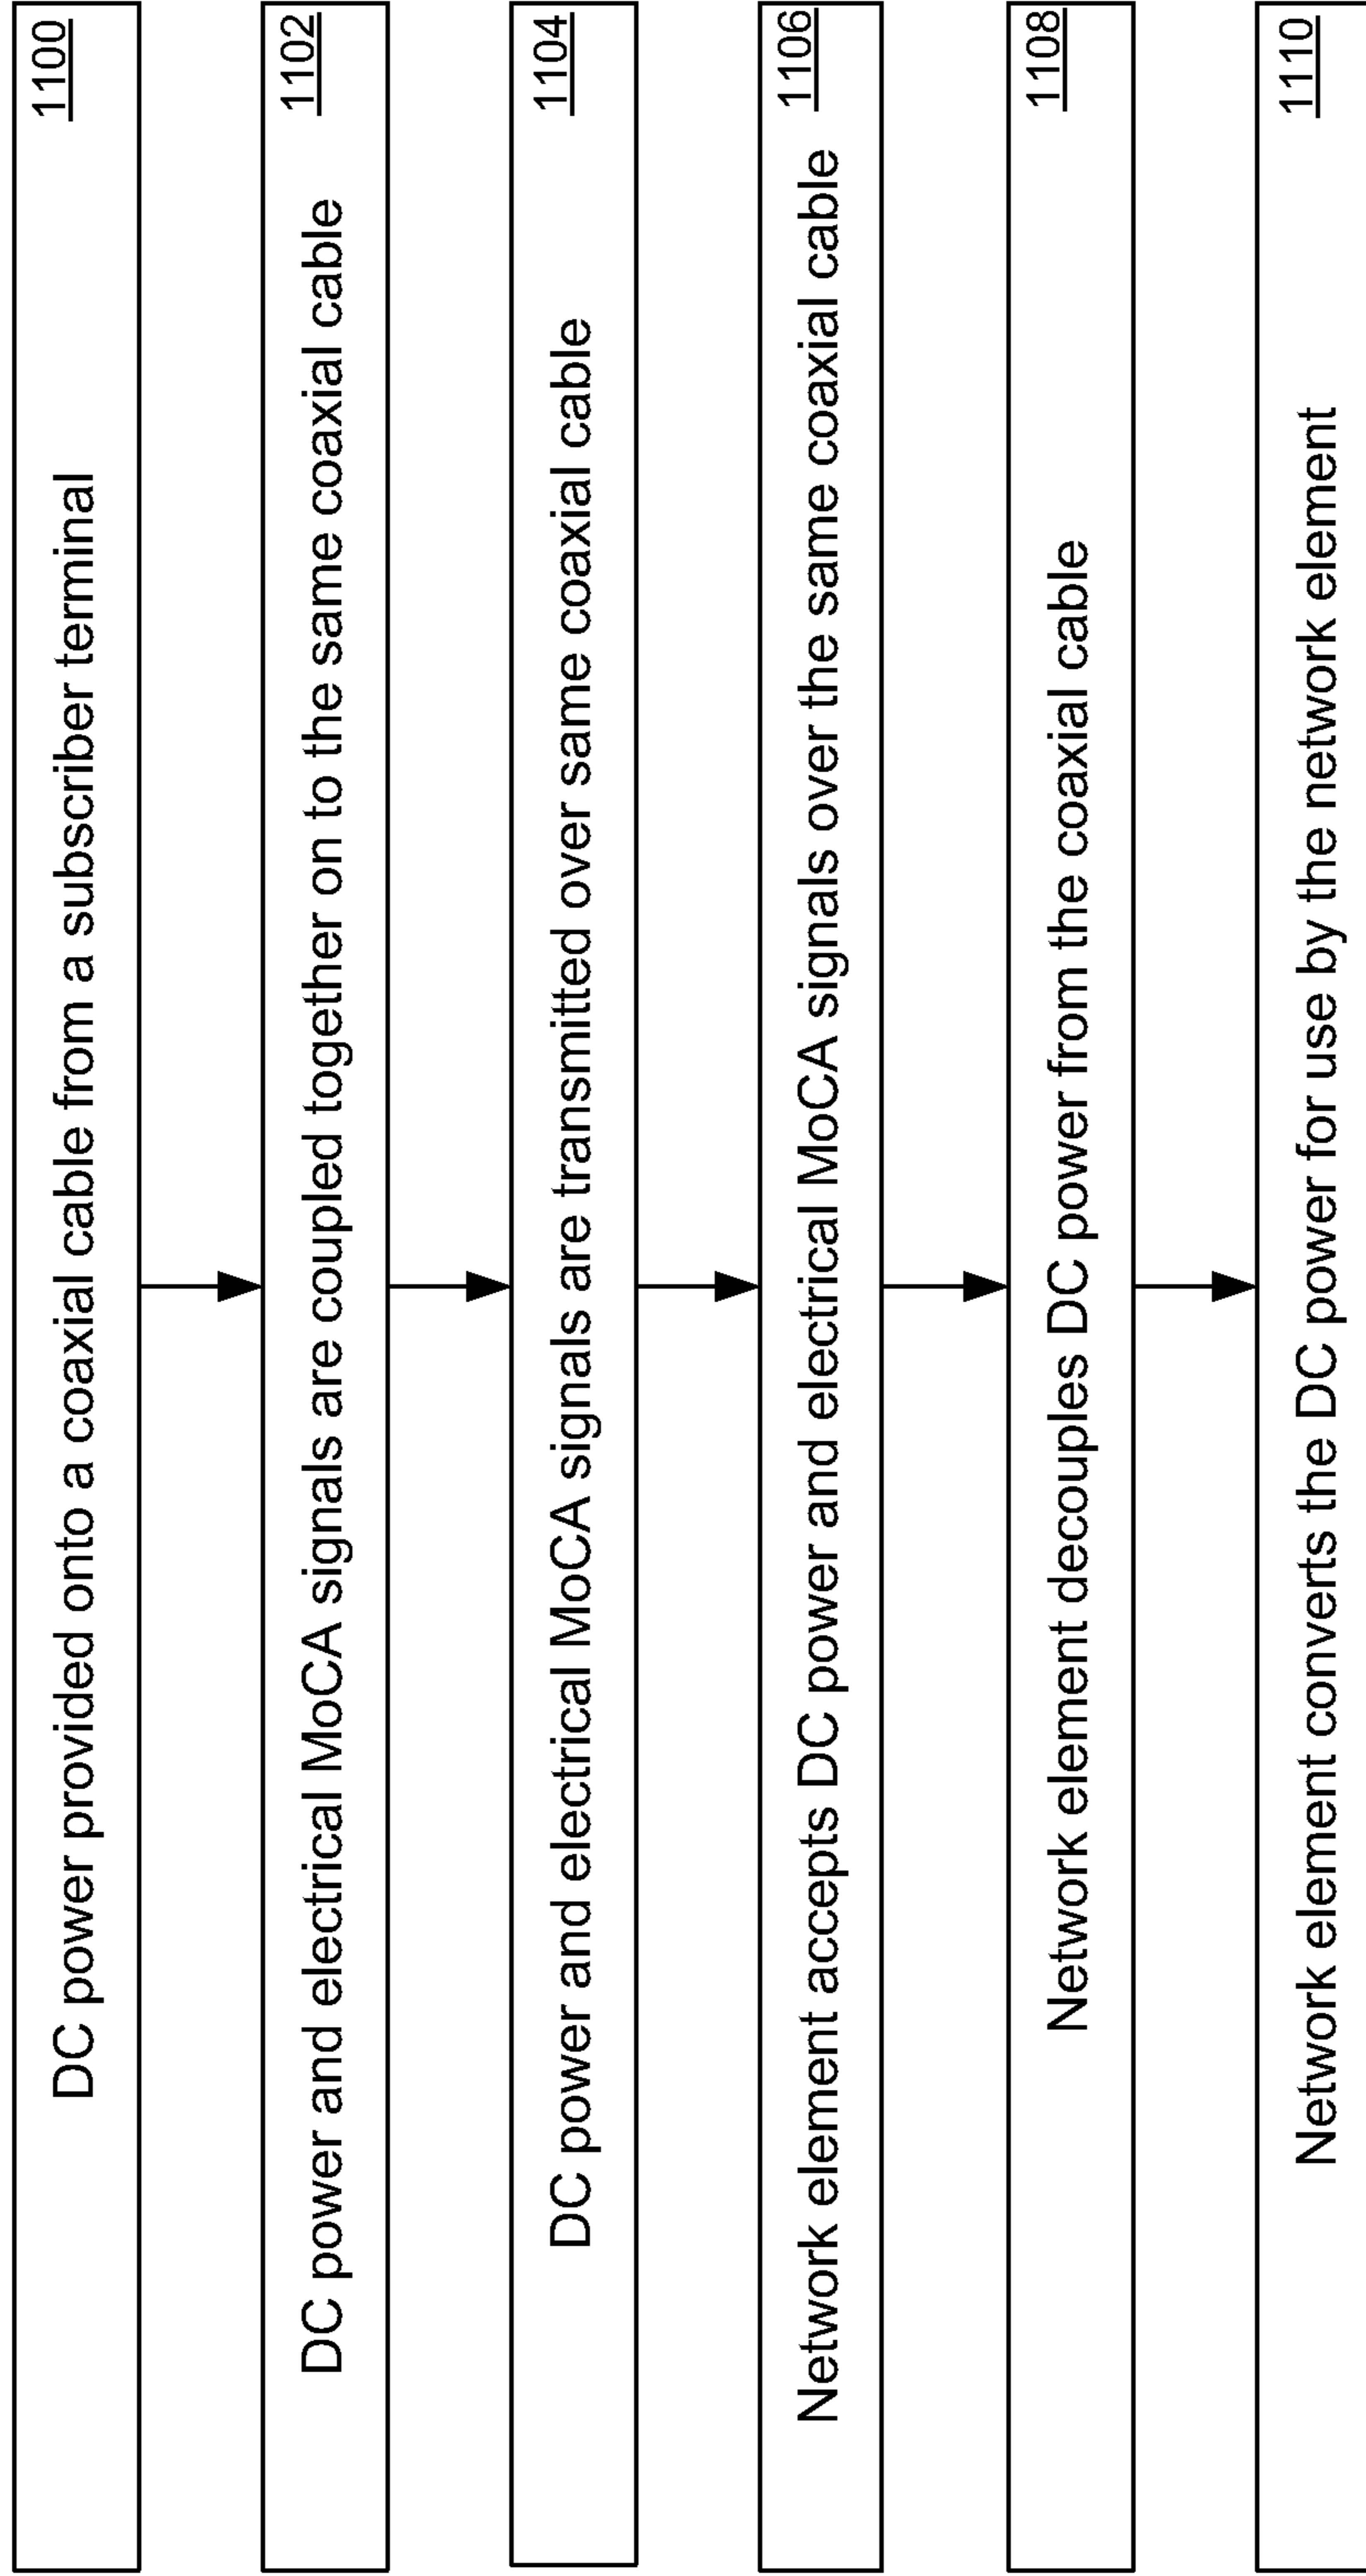 1100
DC power provided onto a coaxial cable from a subscriber terminal
1102
DC power and electrical MoCA signals are coupled together on to the same coaxial cable
1104
DC power and electrical MoCA signals are transmitted over same coaxial cable
1106
Network element accepts DC power and electrical MoCA signals over the same coaxial cable
1108
Network element decouples DC power from the coaxial cable
1110
Network element converts the DC power for use by the network element